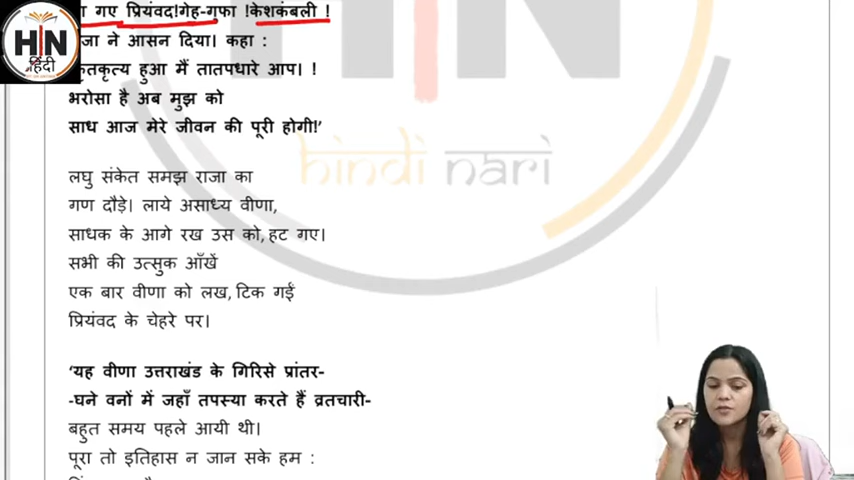 गए प्रियंवद!गेह-गुफा !केशकंबली !
HIN
हिंदी
ने आसन दिया। कहा :
हुआ मैं तातपधारे आप। !
भरोसा है अब मुझ को
साध आज मेरे जीवन की पूरी होगी!’
hindi nari
लघु संकेत समझ राजा का
गण दौड़े। लाये असाध्य वीणा,
साधक के आगे रख उस को,हट गए।
सभी की उत्सुक आँखें
एक बार वीणा को लख,टिक गईं
प्रियंवद के चेहरे पर।
‘यह वीणा उत्तराखंड के गिरिसे प्रांतर-
-घने वनों में जहाँ तपस्या करते हैं व्रतचारी-
बहुत समय पहले आयी थी।
पूरा तो इतिहास न जान सके हम :